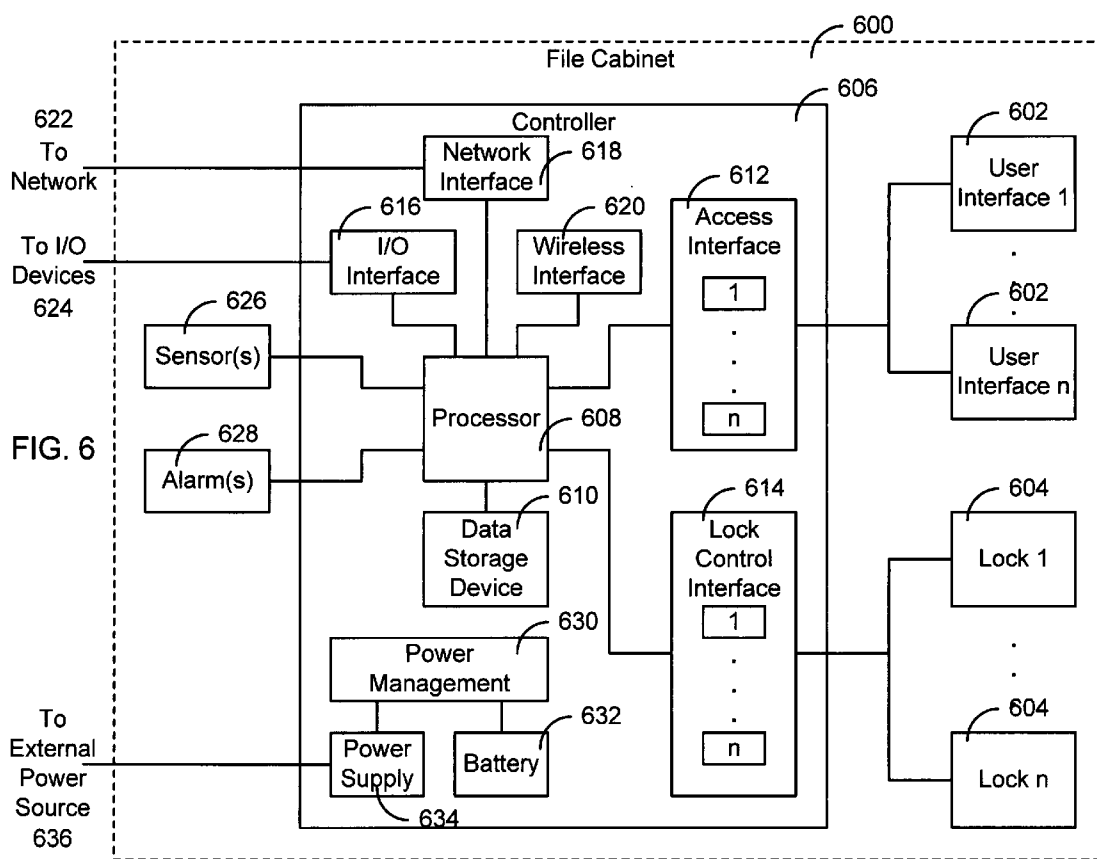 600
File Cabinet
606
Controller
622
To
Network
Network
Interface
618
602
User
Interface 1
612
Access
Interface
1
n
616
I/O
Interface
620
Wireless
Interface
To I/O
Devices
624
626
Sensor(s)
602
User
Interface n
Processor
608
FIG. 6
628
Alarm(s)
610
Data
Storage
Device
614
Lock
Control
Interface
1
n
604
Lock 1
630
Power
Management
To
External
Power
Source
636
Power
Supply
634
632
Battery
604
Lock n